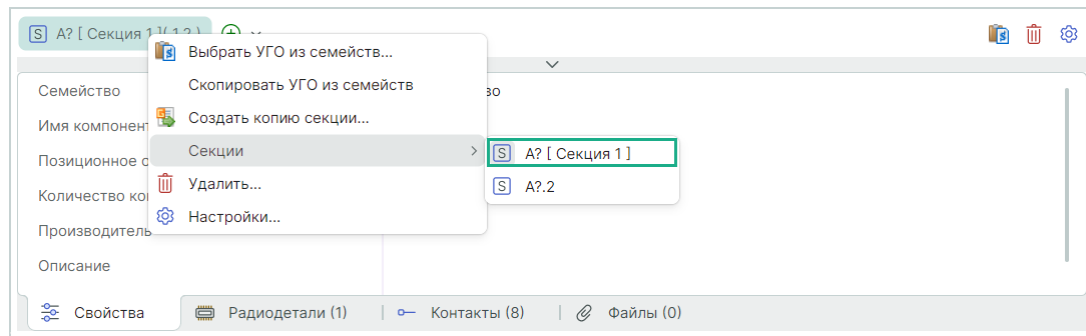 A? [ Секция 1 ]( 1,2 )
Выбрать УГО из семейств...
Семейство
во
Скопировать УГО из семейств
Имя компонен
Создать копию секции...
Позиционное о
Секции
A? [ Секция 1 ]
Количество ко
Удалить...
A?.2
Производитель
Настройки...
Описание
Свойства
Радиодетали (1)
Контакты (8)
Файлы (0)